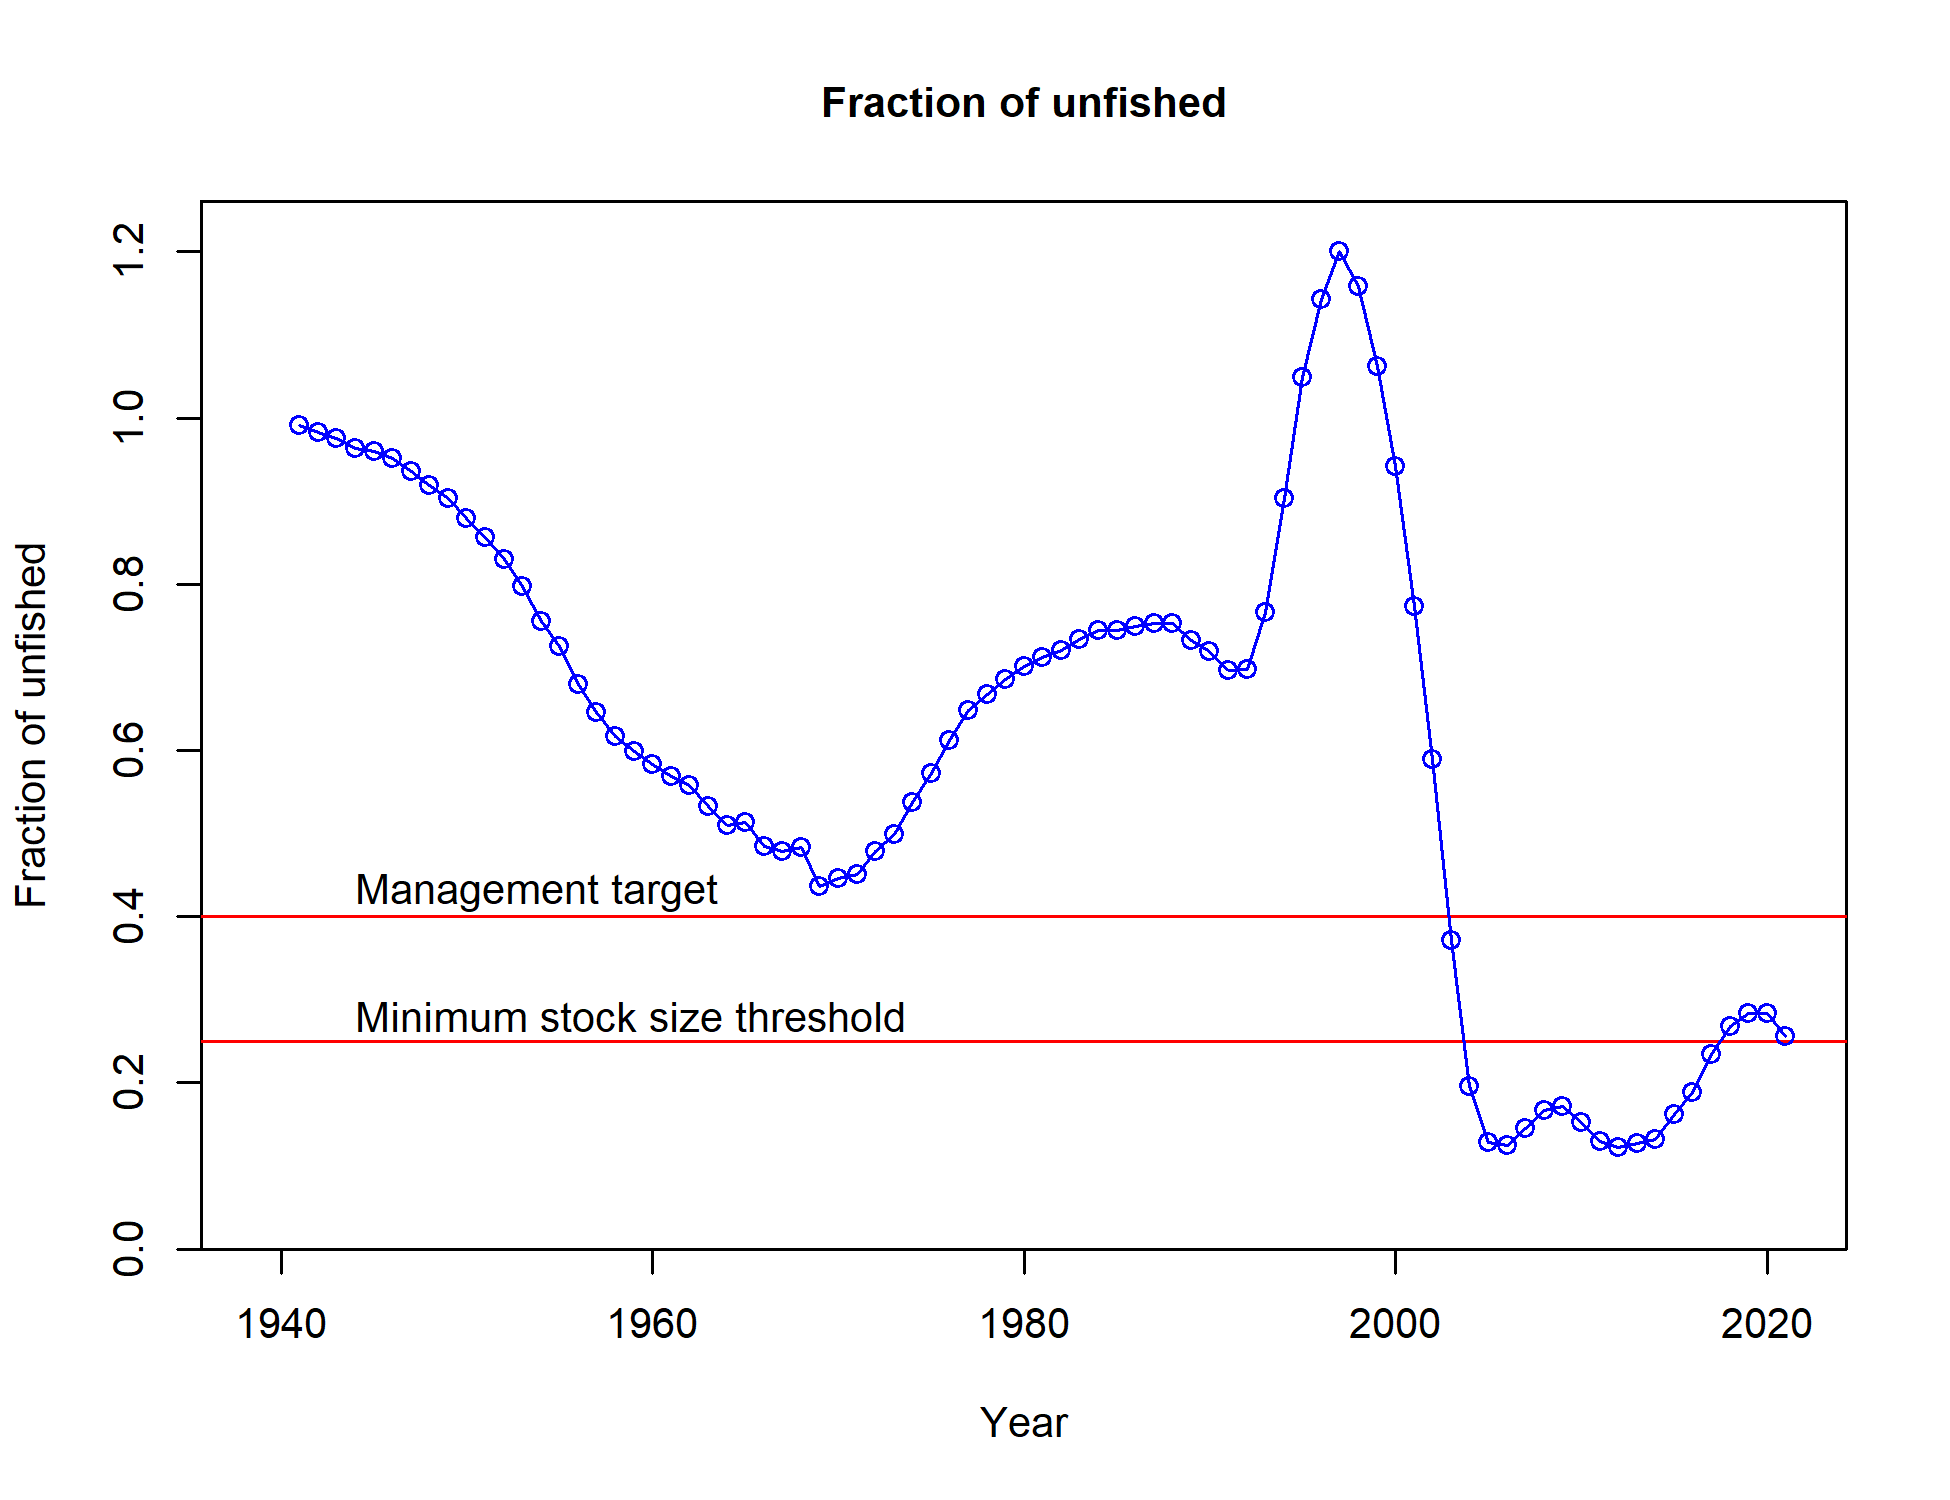 Fraction of unfished
Fraction of unfished
1.2
1.0
0.8
0.6
0.4
0.2
0.0
Management target
Minimum stock size threshold
1940 1960 1980 2000 2020
Year